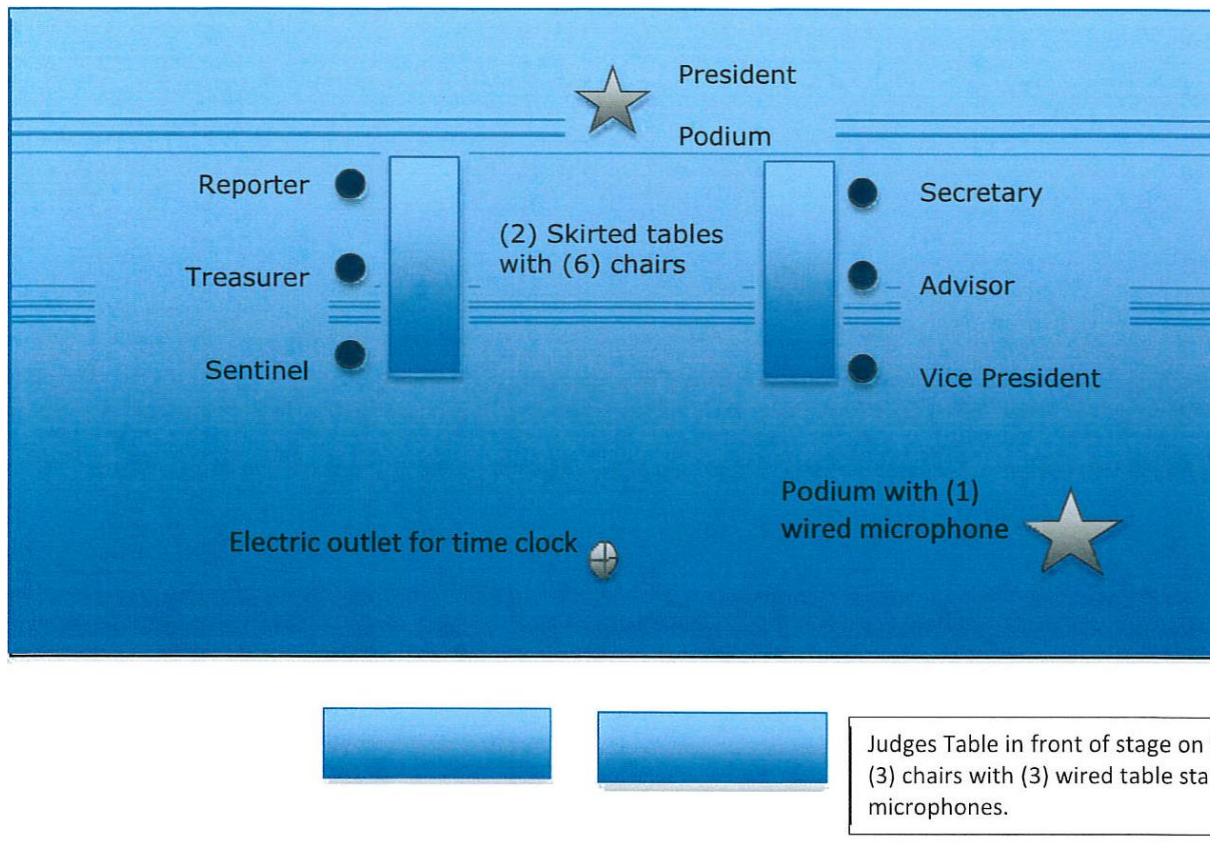 President
Podium
Reporter
Secretary
(2) Skirted tables
with (6) chairs
Treasurer
Advisor
Sentinel
Vice President
Podium with (1)
wired microphone
Electric outlet for time clock
Judges Table in front of stage on
(3) chairs with (3) wired table
microphones.